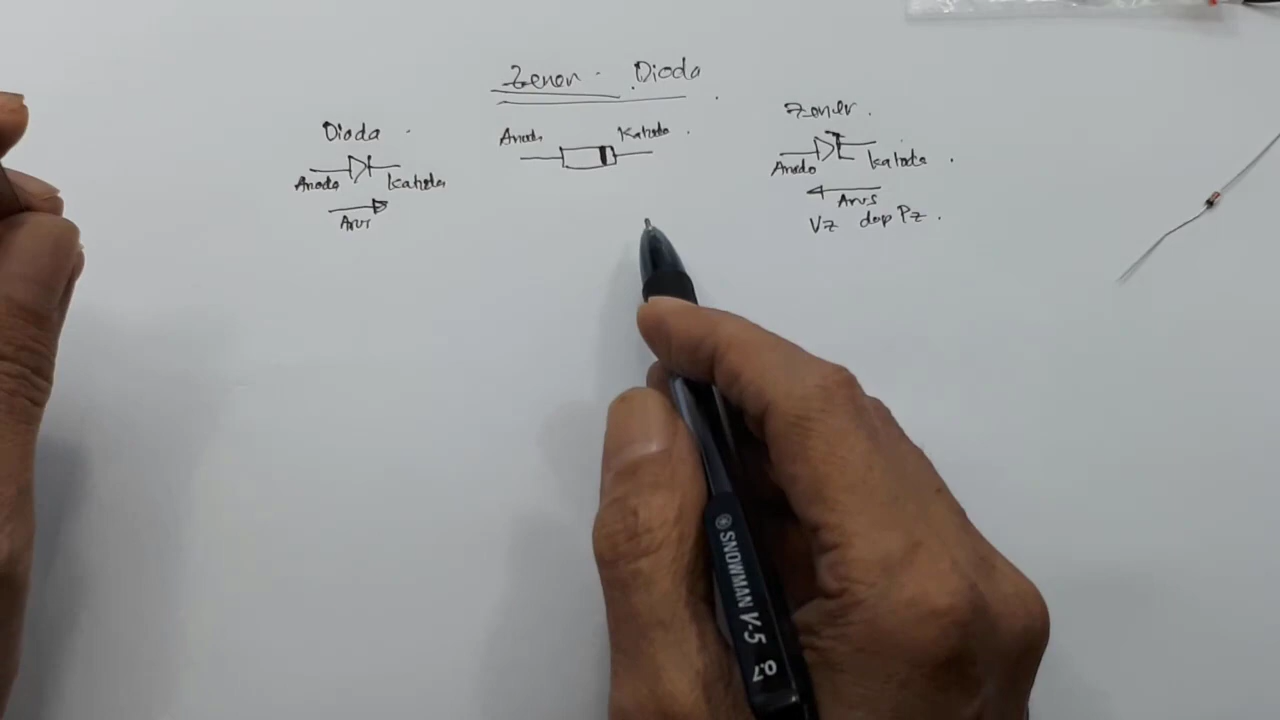 Zener Dioda
Dioda
Anoda Katoda
Arus
Anoda Katoda
Zener
Anoda Katoda
Arus
Vz dan Pz
SNOWMAN V-5 0.7